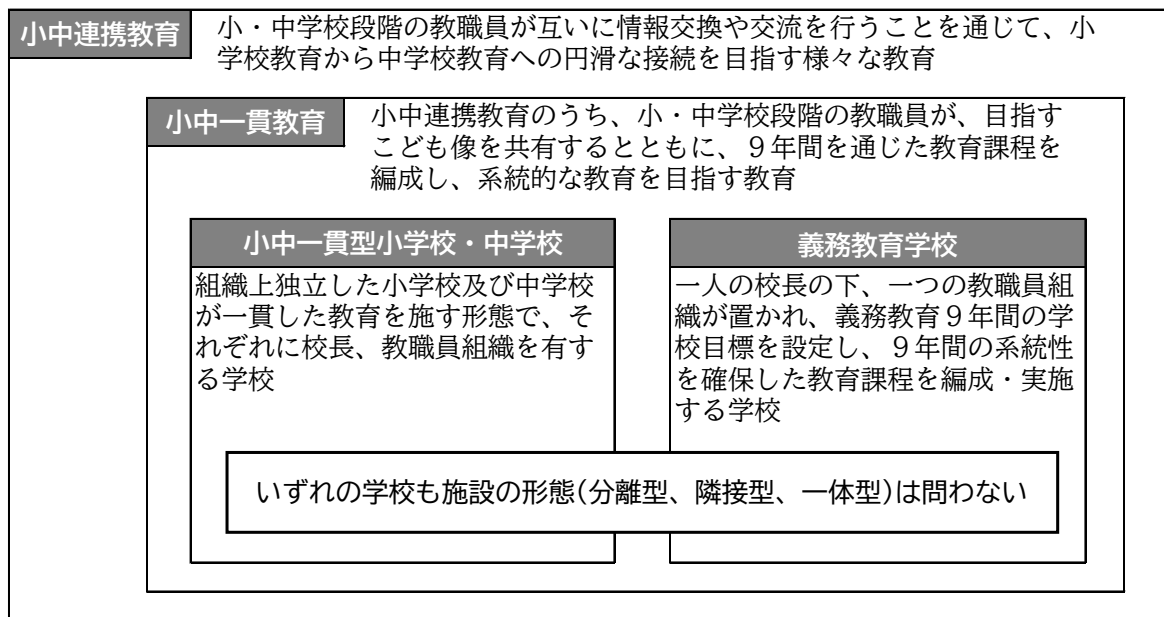 小中連携教育
小・中学校段階の教職員が互いに情報交換や交流を行うことを通じて、小
学校教育から中学校教育への円滑な接続を目指す様々な教育
小中一貫教育
小中連携教育のうち、小・中学校段階の教職員が、目指す
こども像を共有するとともに、９年間を通じた教育課程を
編成し、系統的な教育を目指す教育
小中一貫型小学校・中学校
組織上独立した小学校及び中学校
が一貫した教育を施す形態で、そ
れぞれに校長、教職員組織を有す
る学校
義務教育学校
一人の校長の下、一つの教職員組
織が置かれ、義務教育９年間の学
校目標を設定し、９年間の系統性
を確保した教育課程を編成・実施
する学校
いずれの学校も施設の形態(分離型、隣接型、一体型)は問わない